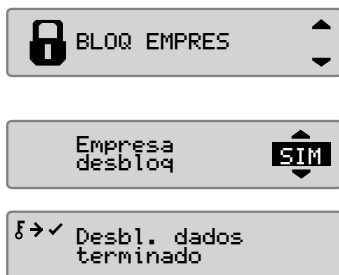 BLOQ EMPRES
Empresa
desbloq
SIM
Desbl. dados
terminado